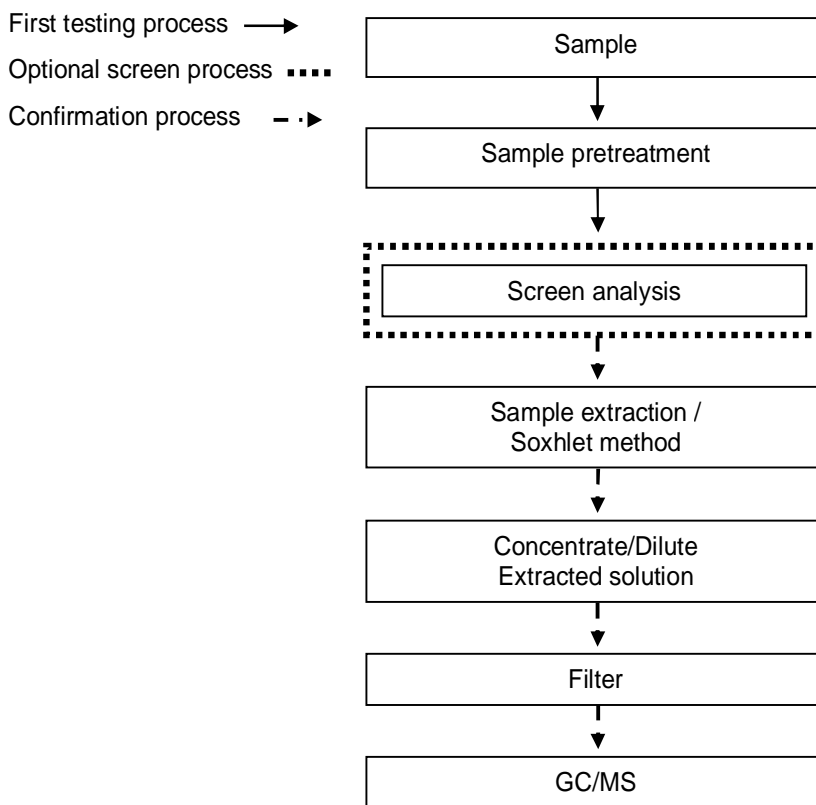 First testing process
Optional screen process
Confirmation process
Sample
Sample pretreatment
Screen analysis
Sample extraction /
Soxhlet method
Concentrate/Dilute
Extracted solution
Filter
GC/MS